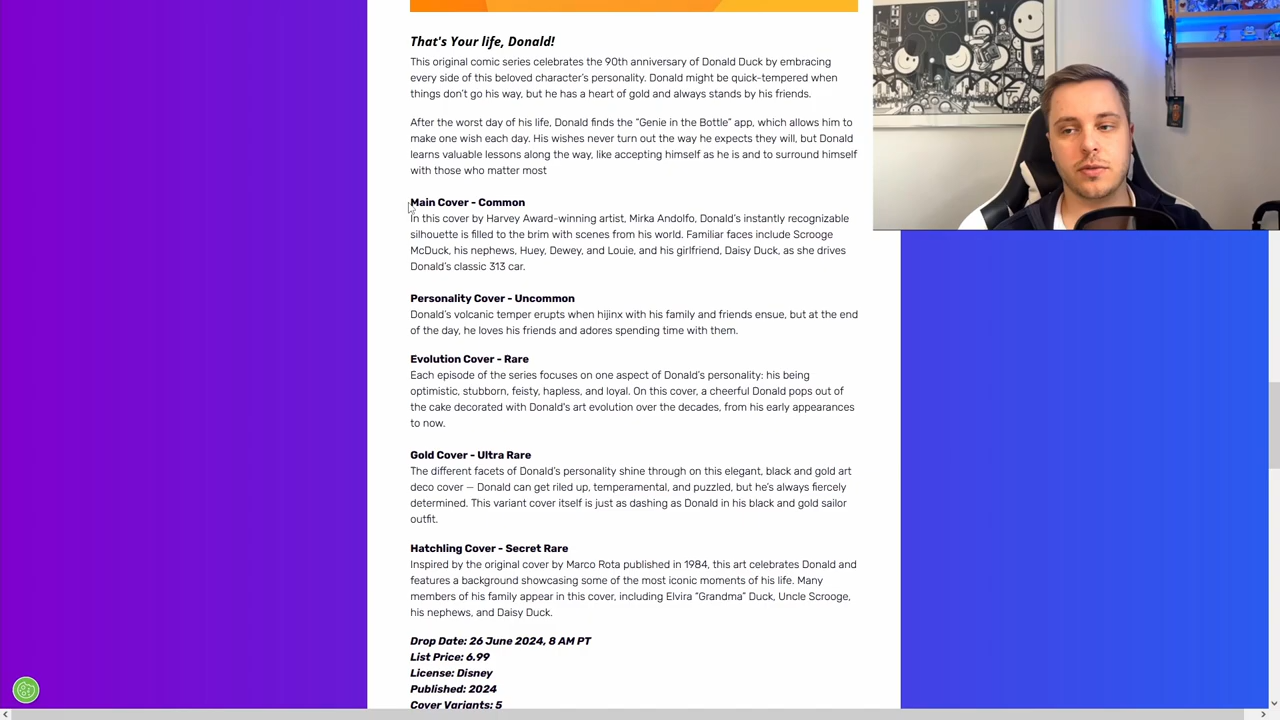 That's Your life, Donald!
This original comic series celebrates the 90th anniversary of Donald Duck by embracing
every side of this beloved character's personality. Donald might be quick-tempered when
things don't go his way, but he has a heart of gold and always stands by his friends.
After the worst day of his life, Donald finds the “Genie in the Bottle” app, which allows him to
make one wish each day. His wishes never turn out the way he expects they will, but Donald
learns valuable lessons along the way, like accepting himself as he is and to surround himself
with those who matter most
Main Cover - Common
In this cover by Harvey Award-winning artist, Mirka Andolfo, Donald's instantly recognizable
silhouette is filled to the brim with scenes from his world. Familiar faces include Scrooge
McDuck, his nephews, Huey, Dewey, and Louie, and his girlfriend, Daisy Duck, as she drives
Donald's classic 313 car.
Personality Cover - Uncommon
Donald's volcanic temper erupts when hijinx with his family and friends ensue, but at the end
of the day, he loves his friends and adores spending time with them.
Evolution Cover - Rare
Each episode of the series focuses on one aspect of Donald's personality: his being
optimistic, stubborn, feisty, hapless, and loyal. On this cover, a cheerful Donald pops out of
the cake decorated with Donald's art evolution over the decades, from his early appearances
to now.
Gold Cover - Ultra Rare
The different facets of Donald's personality shine through on this elegant, black and gold art
deco cover — Donald can get riled up, temperamental, and puzzled, but he's always fiercely
determined. This variant cover itself is just as dashing as Donald in his black and gold sailor
outfit.
Hatchling Cover - Secret Rare
Inspired by the original cover by Marco Rota published in 1984, this art celebrates Donald and
features a background showcasing some of the most iconic moments of his life. Many
members of his family appear in this cover, including Elvira “Grandma” Duck, Uncle Scrooge,
his nephews, and Daisy Duck.
Drop Date: 26 June 2024, 8 AM PT
List Price: 6.99
License: Disney
Published: 2024
Cover Variants: 5